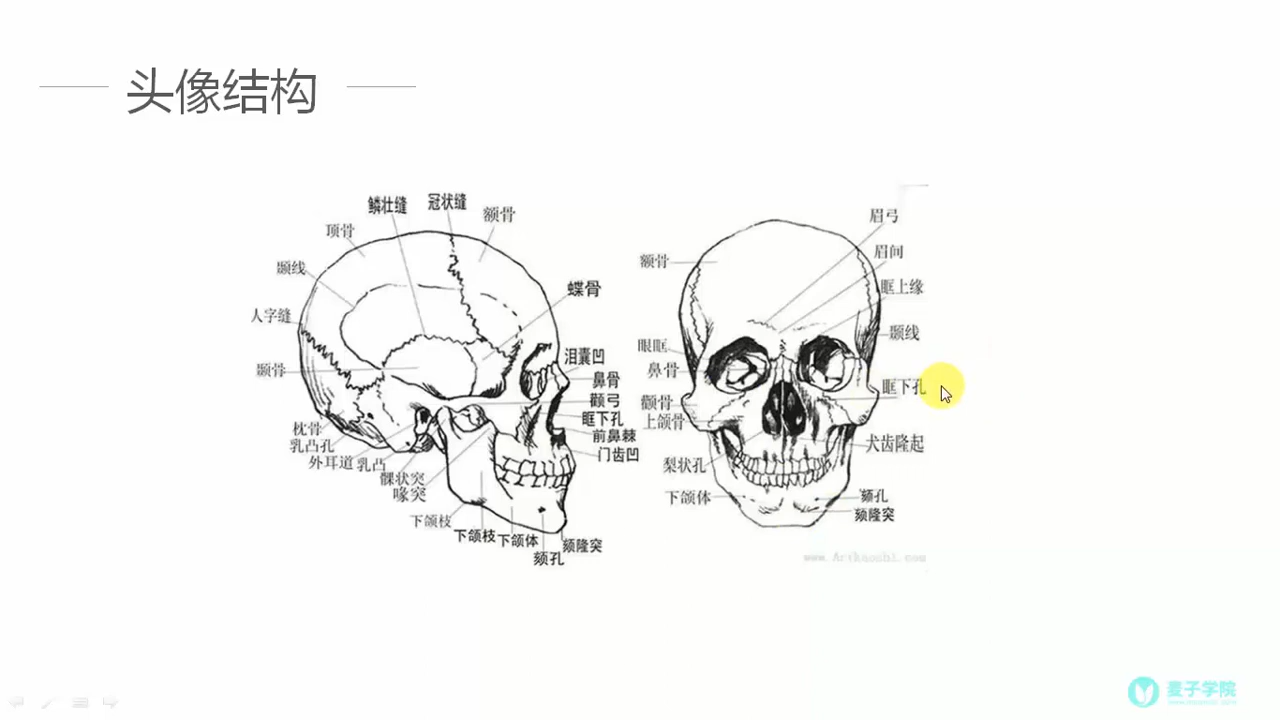 头像结构
鳞壮缝
冠状缝
额骨
顶骨
颞线
人字缝
颞骨
枕骨
乳凸孔
外耳道
乳凸
髁状突
喙突
下颌枝
下颌枝
下颌体
颏孔
颏隆突
蝶骨
泪囊凹
鼻骨
颧弓
眶下孔
前鼻棘
门齿凹
眉弓
眉间
眶上缘
颞线
眶下孔
犬齿隆起
颏孔
颏隆突
额骨
眼眶
鼻骨
颧骨
上颌骨
梨状孔
下颌体
麦子学院